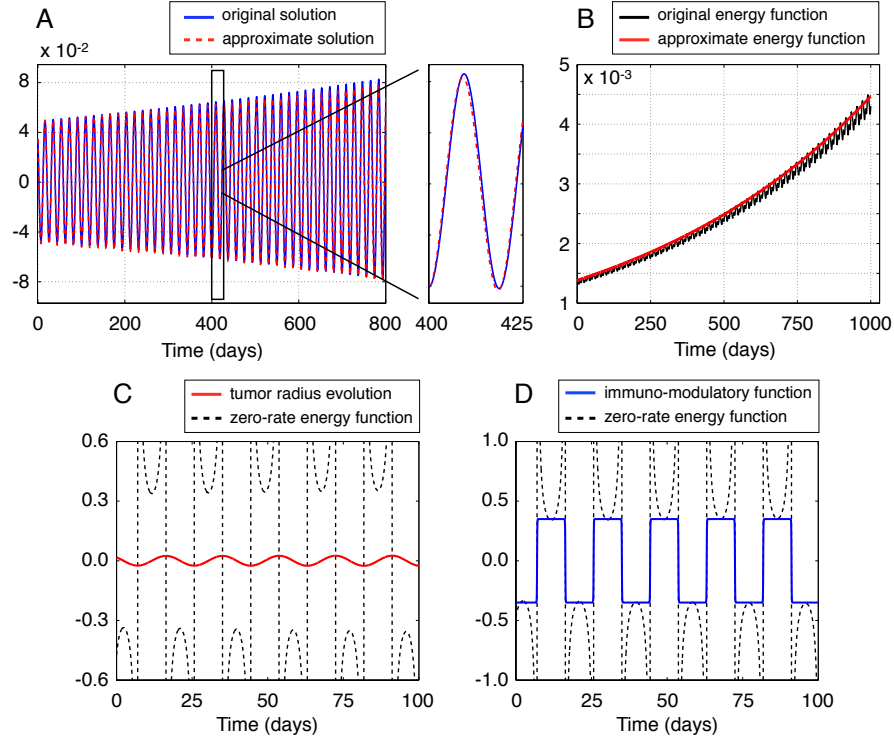 A
original solution
approximate solution
x 10-2
8
4
0
-4
-8
0
200
400
600
800
Time (days)
400
425
B
original energy function
approximate energy function
x 10-3
5
4
3
2
1
0
250
500
750
1000
Time (days)
C
tumor radius evolution
zero-rate energy function
0.6
0.3
0.0
-0.3
-0.6
0
25
50
75
100
Time (days)
D
immuno-modulatory function
zero-rate energy function
1.0
0.5
0.0
-0.5
-1.0
0
25
50
75
100
Time (days)